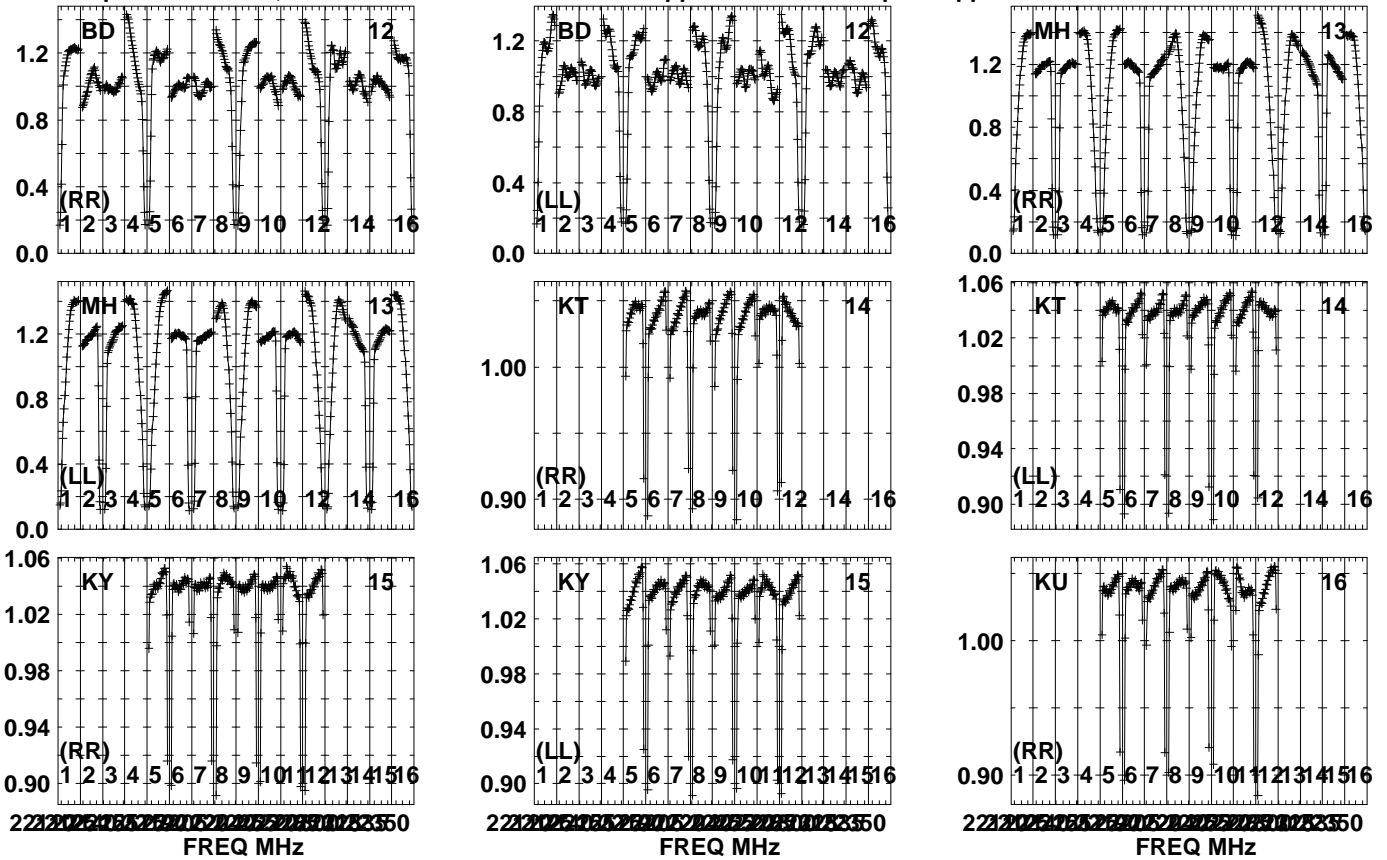 BD 12
1.2
0.8
0.4
0.0
(RR)
1 2 3 4 5 6 7 8 9 10 12 14 16
BD 12
1.2
0.8
0.4
0.0
(LL)
1 2 3 4 5 6 7 8 9 10 12 14 16
MH 13
1.2
0.8
0.4
0.0
(RR)
1 2 3 4 5 6 7 8 9 10 12 14 16
MH 13
1.2
0.8
0.4
0.0
(LL)
1 2 3 4 5 6 7 8 9 10 12 14 16
KT 14
1.00
0.90
(RR)
1 2 3 4 5 6 7 8 9 10 12 14 16
KT 14
1.06
1.02
0.98
0.94
0.90
(LL)
1 2 3 4 5 6 7 8 9 10 12 14 16
KY 15
1.06
1.02
0.98
0.94
0.90
(RR)
1 2 3 4 5 6 7 8 9 10 11 12 13 14 15 16
KY 15
1.06
1.02
0.98
0.94
0.90
(LL)
1 2 3 4 5 6 7 8 9 10 11 12 13 14 15 16
KU 16
1.00
0.90
(RR)
1 2 3 4 5 6 7 8 9 10 11 12 13 14 15 16
FREQ MHz
FREQ MHz
FREQ MHz